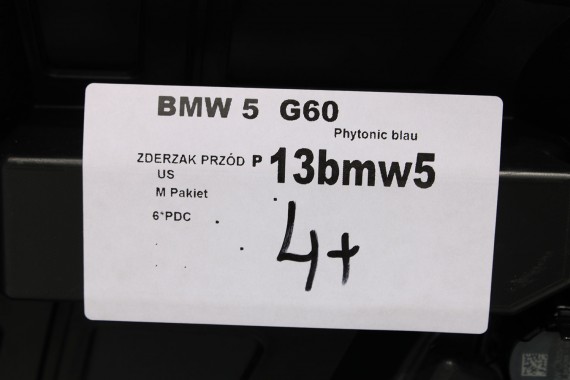 BMW 5 G60
Phytonic blau
ZDERZAK PRZÓD P 13bmw5
US
M Pakiet
6*PDC
4+